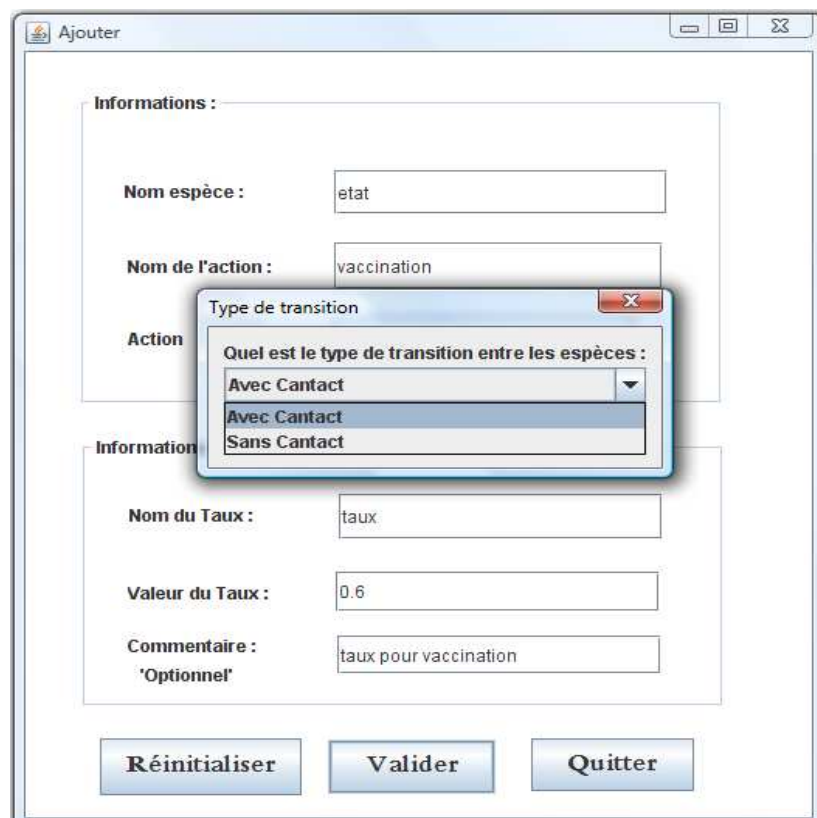 Ajouter
Informations :
Nom espèce :
etat
Nom de l'action :
vaccination
Type de transition
Action
Quel est le type de transition entre les espèces :
Avec Cantact
Avec Cantact
Sans Cantact
Information
Nom du Taux :
taux
Valeur du Taux :
0.6
Commentaire :
'Optionnel'
taux pour vaccination
Réinitialiser
Valider
Quitter